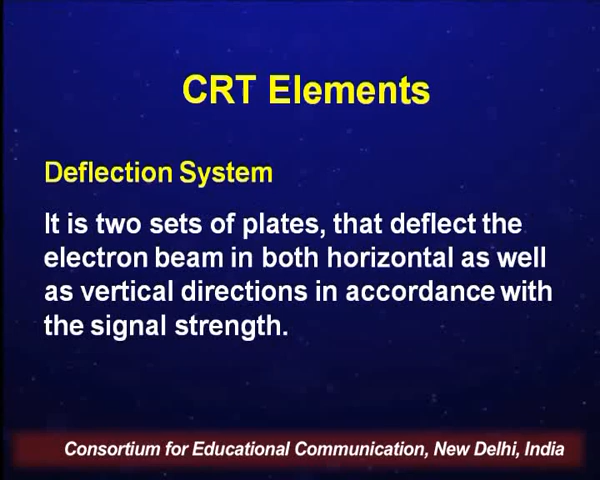 CRT Elements
Deflection System
It is two sets of plates, that deflect the
electron beam in both horizontal as well
as vertical directions in accordance with
the signal strength.
Consortium for Educational Communication, New Delhi, India